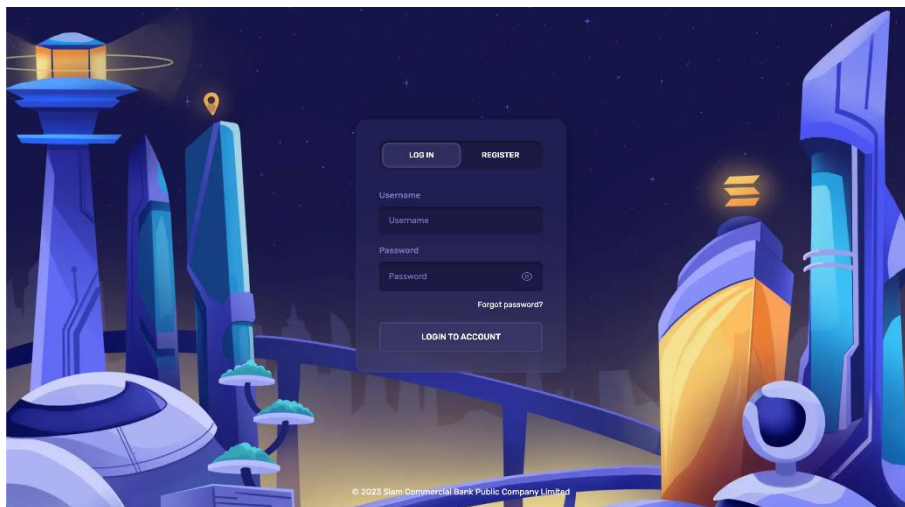 LOG IN
REGISTER
Username
Username
Password
Password
Forgot password?
LOGIN TO ACCOUNT
© 2023 Siam Commercial Bank Public Company Limited